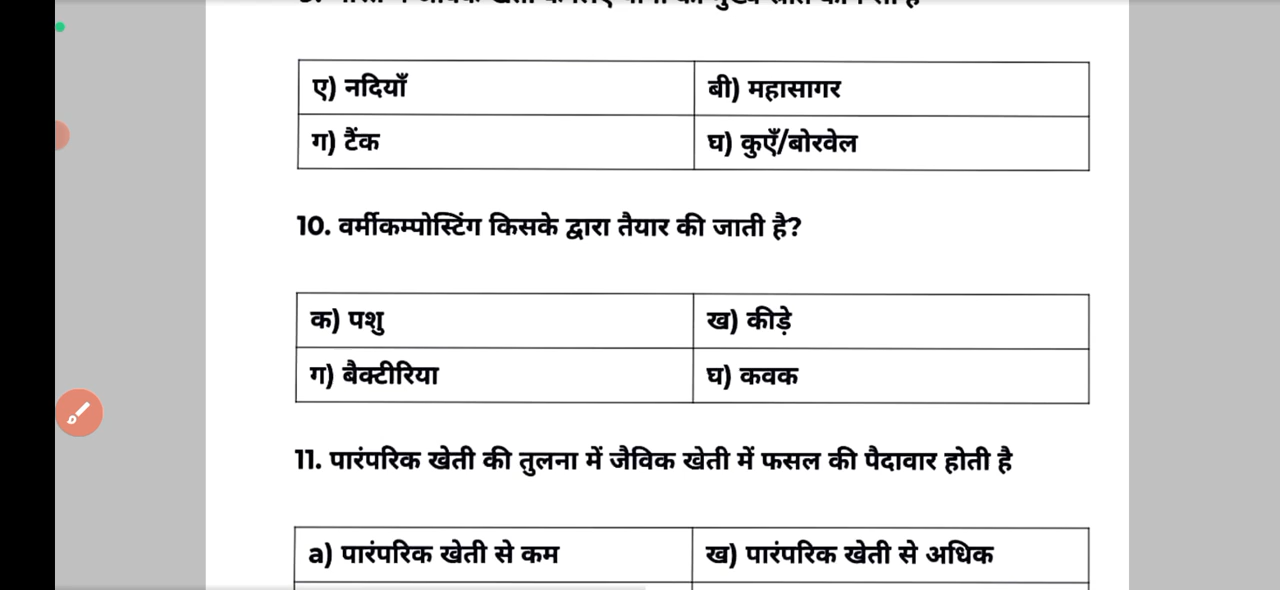 ए) नदियाँ
बी) महासागर
ग) टैंक
घ) कुएँ/बोरवेल
10. वर्मीकम्पोस्टिंग किसके द्वारा तैयार की जाती है?
क) पशु
ख) कीड़े
ग) बैक्टीरिया
घ) कवक
11. पारंपरिक खेती की तुलना में जैविक खेती में फसल की पैदावार होती है
a) पारंपरिक खेती से कम
ख) पारंपरिक खेती से अधिक